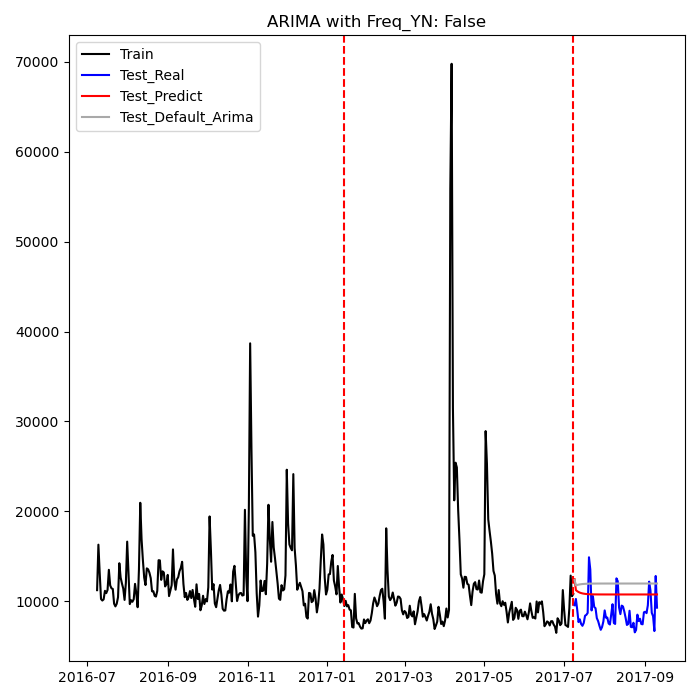 ARIMA with Freq_YN: False
Train
Test_Real
Test_Predict
Test_Default_Arima
70000
60000
50000
40000
30000
20000
10000
2016-07 2016-09 2016-11 2017-01 2017-03 2017-05 2017-07 2017-09